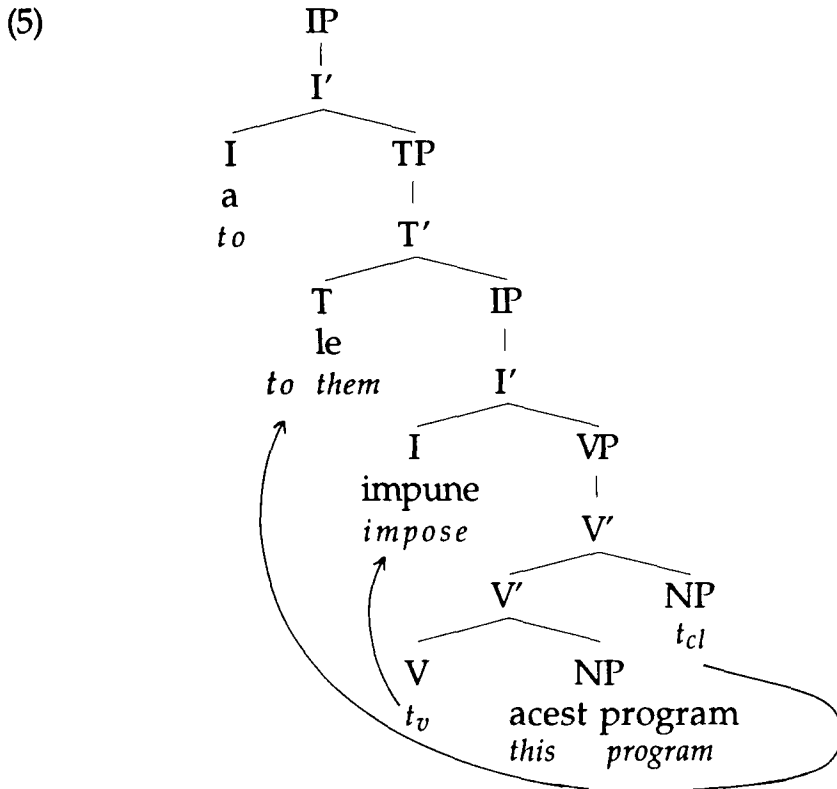 (5) IP
I′
I TP
a
to T′
T IP
le
to them I′
I VP
impune
impose V′
V′ NP
t_cl
V NP
t_v acest program
this program